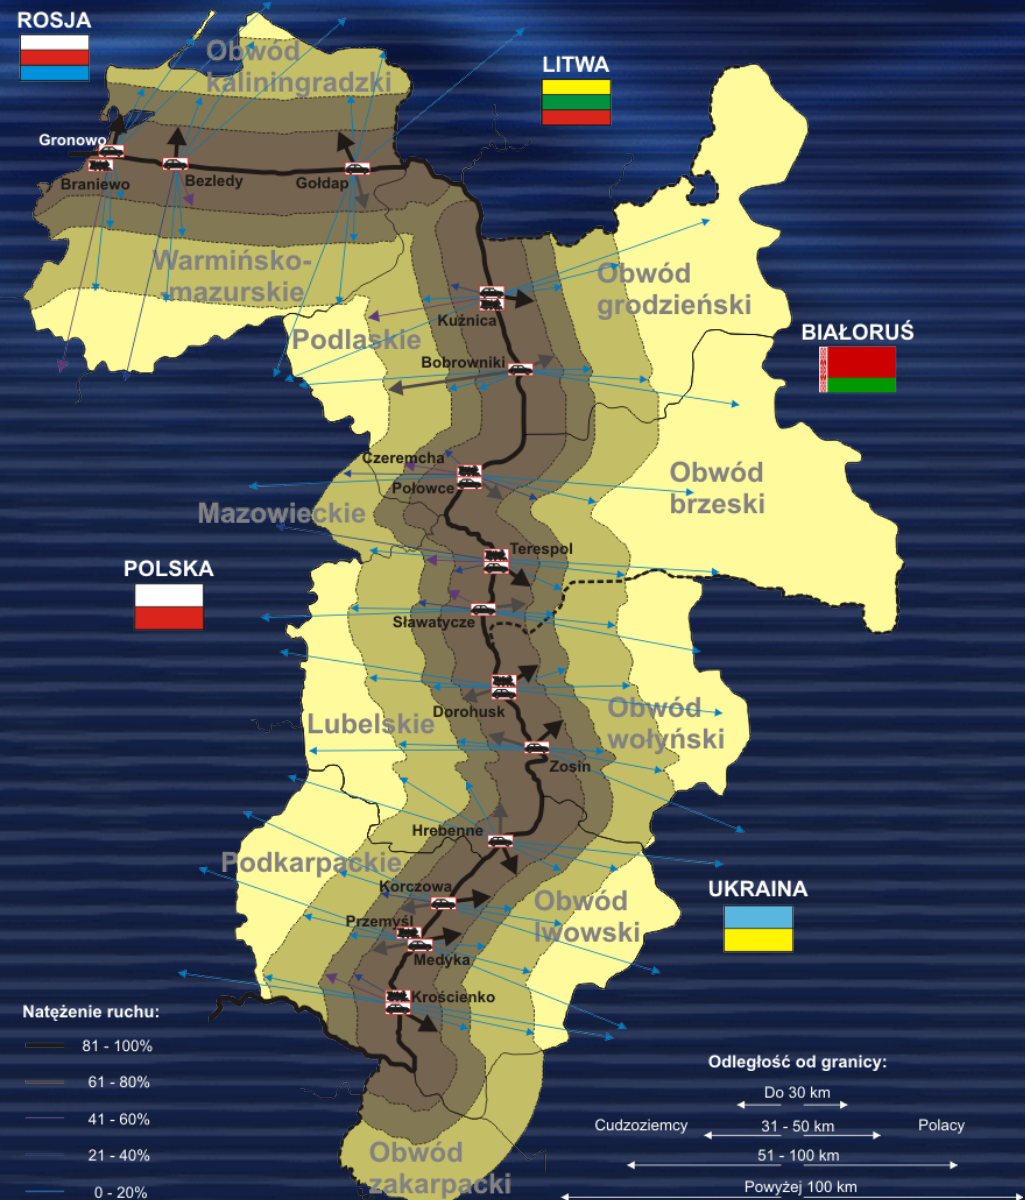 ROSJA
Obwód
kaliningradzki
LITWA
Gronowo
Braniewo
Bezledy
Gołdap
Warmińsko-
mazurskie
Obwód
grodzieński
Kuźnica
Podlaskie
BIAŁORUŚ
Bobrowniki
Czeremcha
Połowce
Obwód
brzeski
Mazowieckie
Terespol
POLSKA
Sławatycze
Dorohusk
Lubelskie
Obwód
wołyński
Zosin
Hrebenne
Podkarpackie
Korczowa
UKRAINA
Obwód
lwowski
Przemyśl
Medyka
Krościenko
Natężenie ruchu:
81 - 100%
61 - 80%
41 - 60%
21 - 40%
0 - 20%
Odległość od granicy:
Do 30 km
Cudzoziemcy
31 - 50 km
Polacy
51 - 100 km
Powyżej 100 km
Obwód
zakarpacki